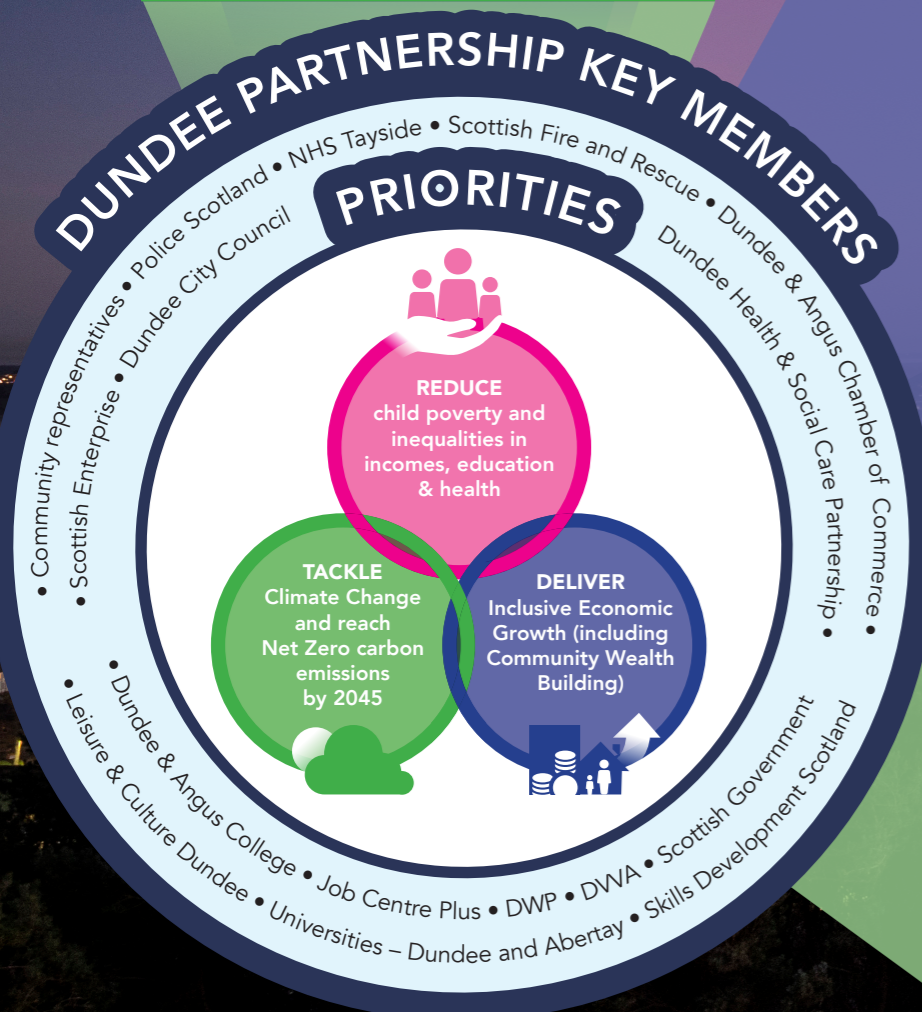 DUNDEE PARTNERSHIP KEY MEMBERS
• Community representatives • Police Scotland • NHS Tayside • Scottish Fire and Rescue • Dundee & Angus Chamber of Commerce •
• Scottish Enterprise • Dundee City Council
Dundee Health & Social Care Partnership •
PRIORITIES
REDUCE
child poverty and
inequalities in
incomes, education
& health
TACKLE
Climate Change
and reach
Net Zero carbon
emissions
by 2045
DELIVER
Inclusive Economic
Growth (including
Community Wealth
Building)
• Dundee & Angus College • Job Centre Plus • DWP • DVVA • Scottish Government
• Leisure & Culture Dundee • Universities – Dundee and Abertay • Skills Development Scotland